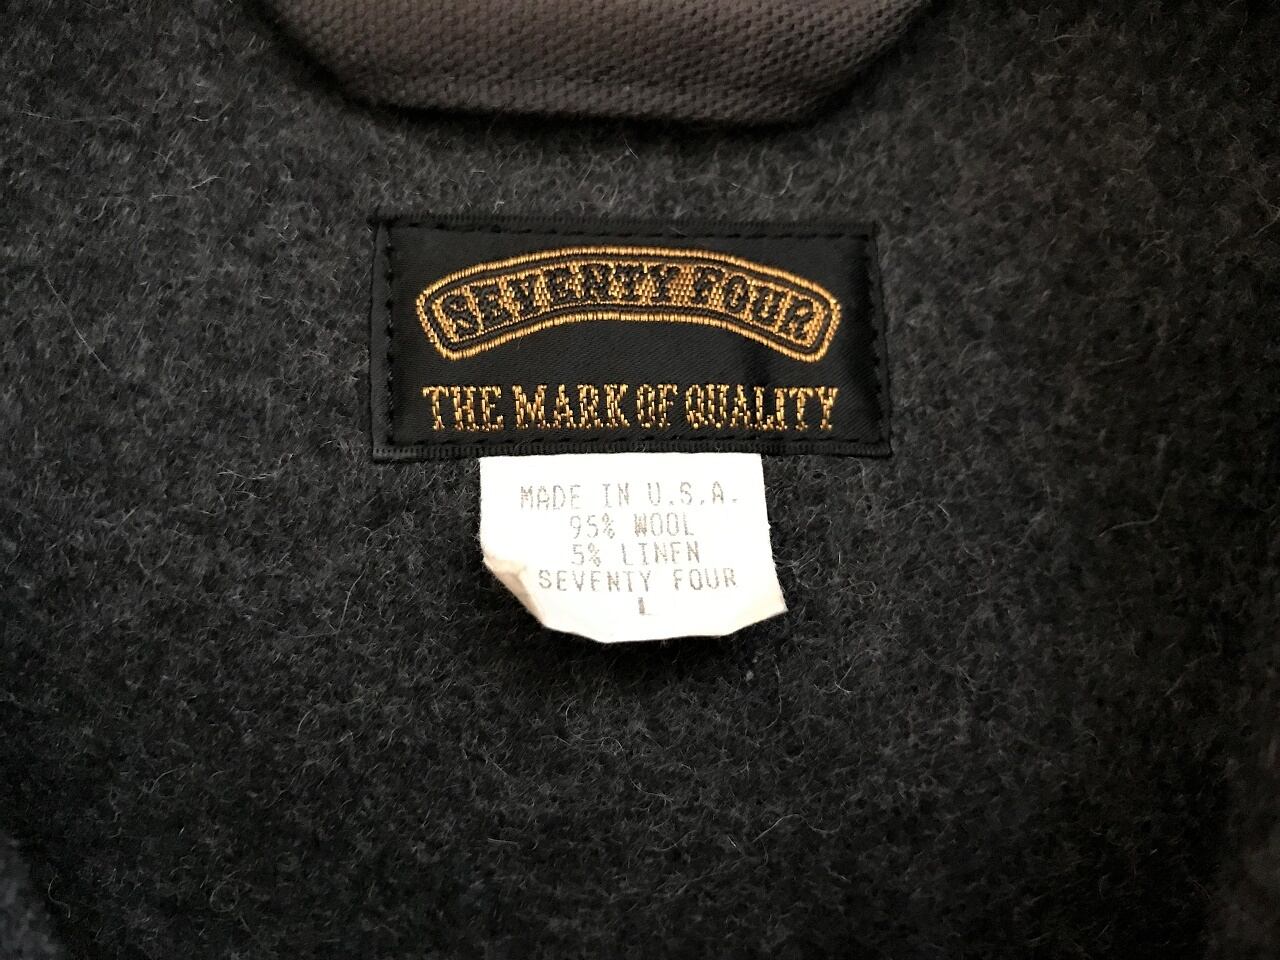 SEVENTY FOUR
THE MARK OF QUALITY
MADE IN U.S.A.
95% WOOL
5% LINEN
SEVENTY FOUR
L